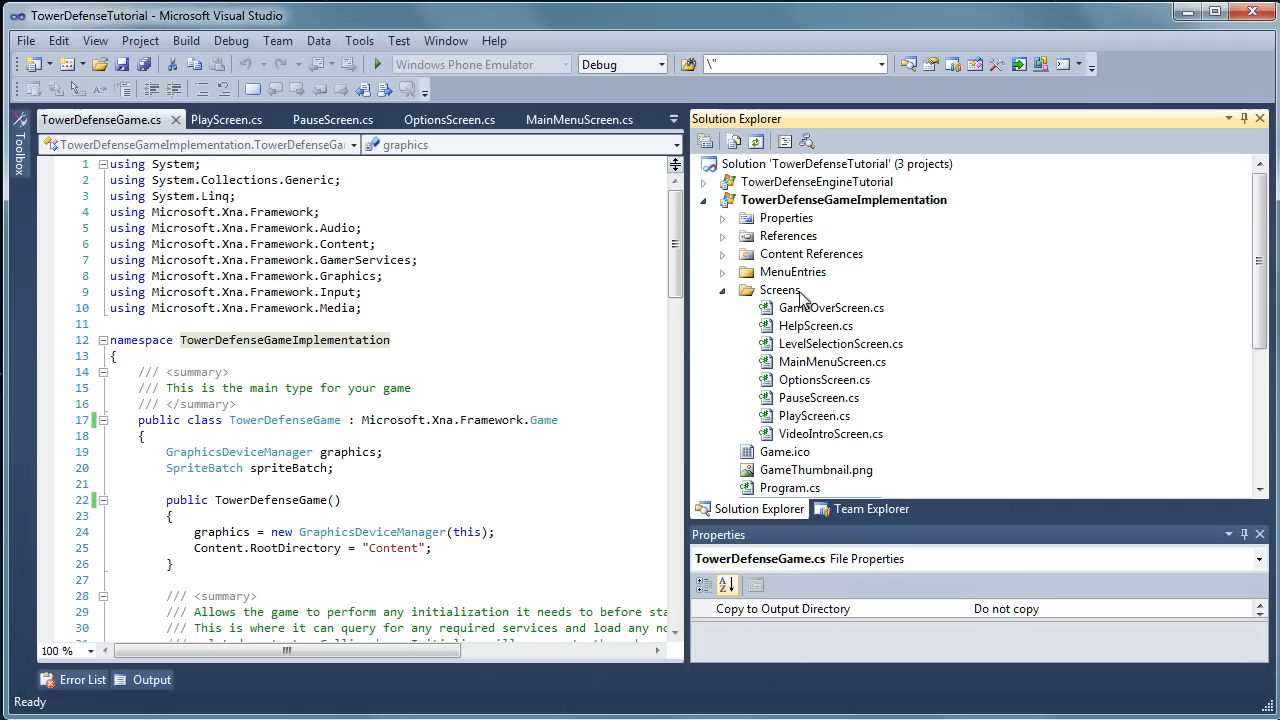 TowerDefenseTutorial - Microsoft Visual Studio
File Edit View Project Build Debug Team Data Tools Test Window Help
Windows Phone Emulator Debug \"
Toolbox
TowerDefenseGame.cs PlayScreen.cs PauseScreen.cs OptionsScreen.cs MainMenuScreen.cs
TowerDefenseGameImplementation.TowerDefenseGa graphics
1 using System;
2 using System.Collections.Generic;
3 using System.Linq;
4 using Microsoft.Xna.Framework;
5 using Microsoft.Xna.Framework.Audio;
6 using Microsoft.Xna.Framework.Content;
7 using Microsoft.Xna.Framework.GamerServices;
8 using Microsoft.Xna.Framework.Graphics;
9 using Microsoft.Xna.Framework.Input;
10 using Microsoft.Xna.Framework.Media;
11
12 namespace TowerDefenseGameImplementation
13 {
14 /// <summary>
15 /// This is the main type for your game
16 /// </summary>
17 public class TowerDefenseGame : Microsoft.Xna.Framework.Game
18 {
19 GraphicsDeviceManager graphics;
20 SpriteBatch spriteBatch;
21
22 public TowerDefenseGame()
23 {
24 graphics = new GraphicsDeviceManager(this);
25 Content.RootDirectory = "Content";
26 }
27
28 /// <summary>
29 /// Allows the game to perform any initialization it needs to before sta
30 /// This is where it can query for any required services and load any no
100 %
Solution Explorer
Solution 'TowerDefenseTutorial' (3 projects)
TowerDefenseEngineTutorial
TowerDefenseGameImplementation
Properties
References
Content References
MenuEntries
Screens
GameOverScreen.cs
HelpScreen.cs
LevelSelectionScreen.cs
MainMenuScreen.cs
OptionsScreen.cs
PauseScreen.cs
PlayScreen.cs
VideoIntroScreen.cs
Game.ico
GameThumbnail.png
Program.cs
Solution Explorer Team Explorer
Properties
TowerDefenseGame.cs File Properties
Copy to Output Directory Do not copy
Error List Output
Ready